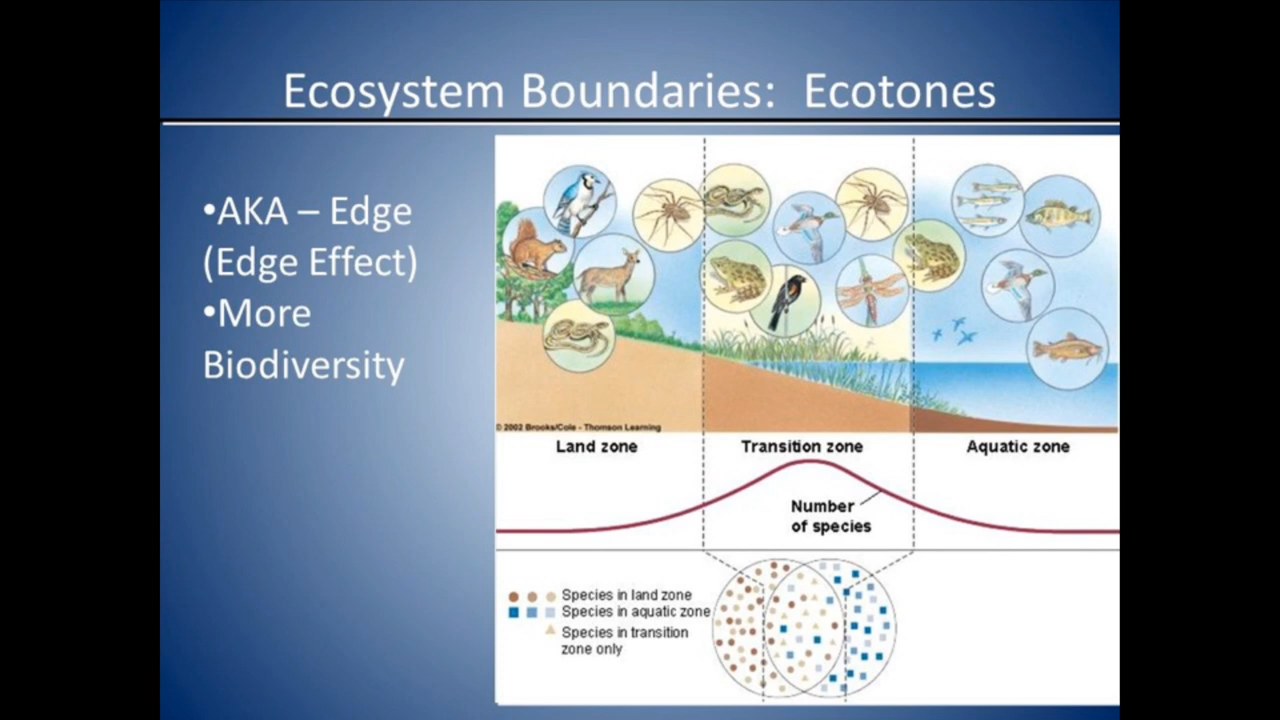 Ecosystem Boundaries:  Ecotones
•AKA – Edge
(Edge Effect)
•More
Biodiversity
© 2002 Brooks/Cole - Thomson Learning
Land zone
Transition zone
Aquatic zone
Number
of species
Species in land zone
Species in aquatic zone
Species in transition
zone only